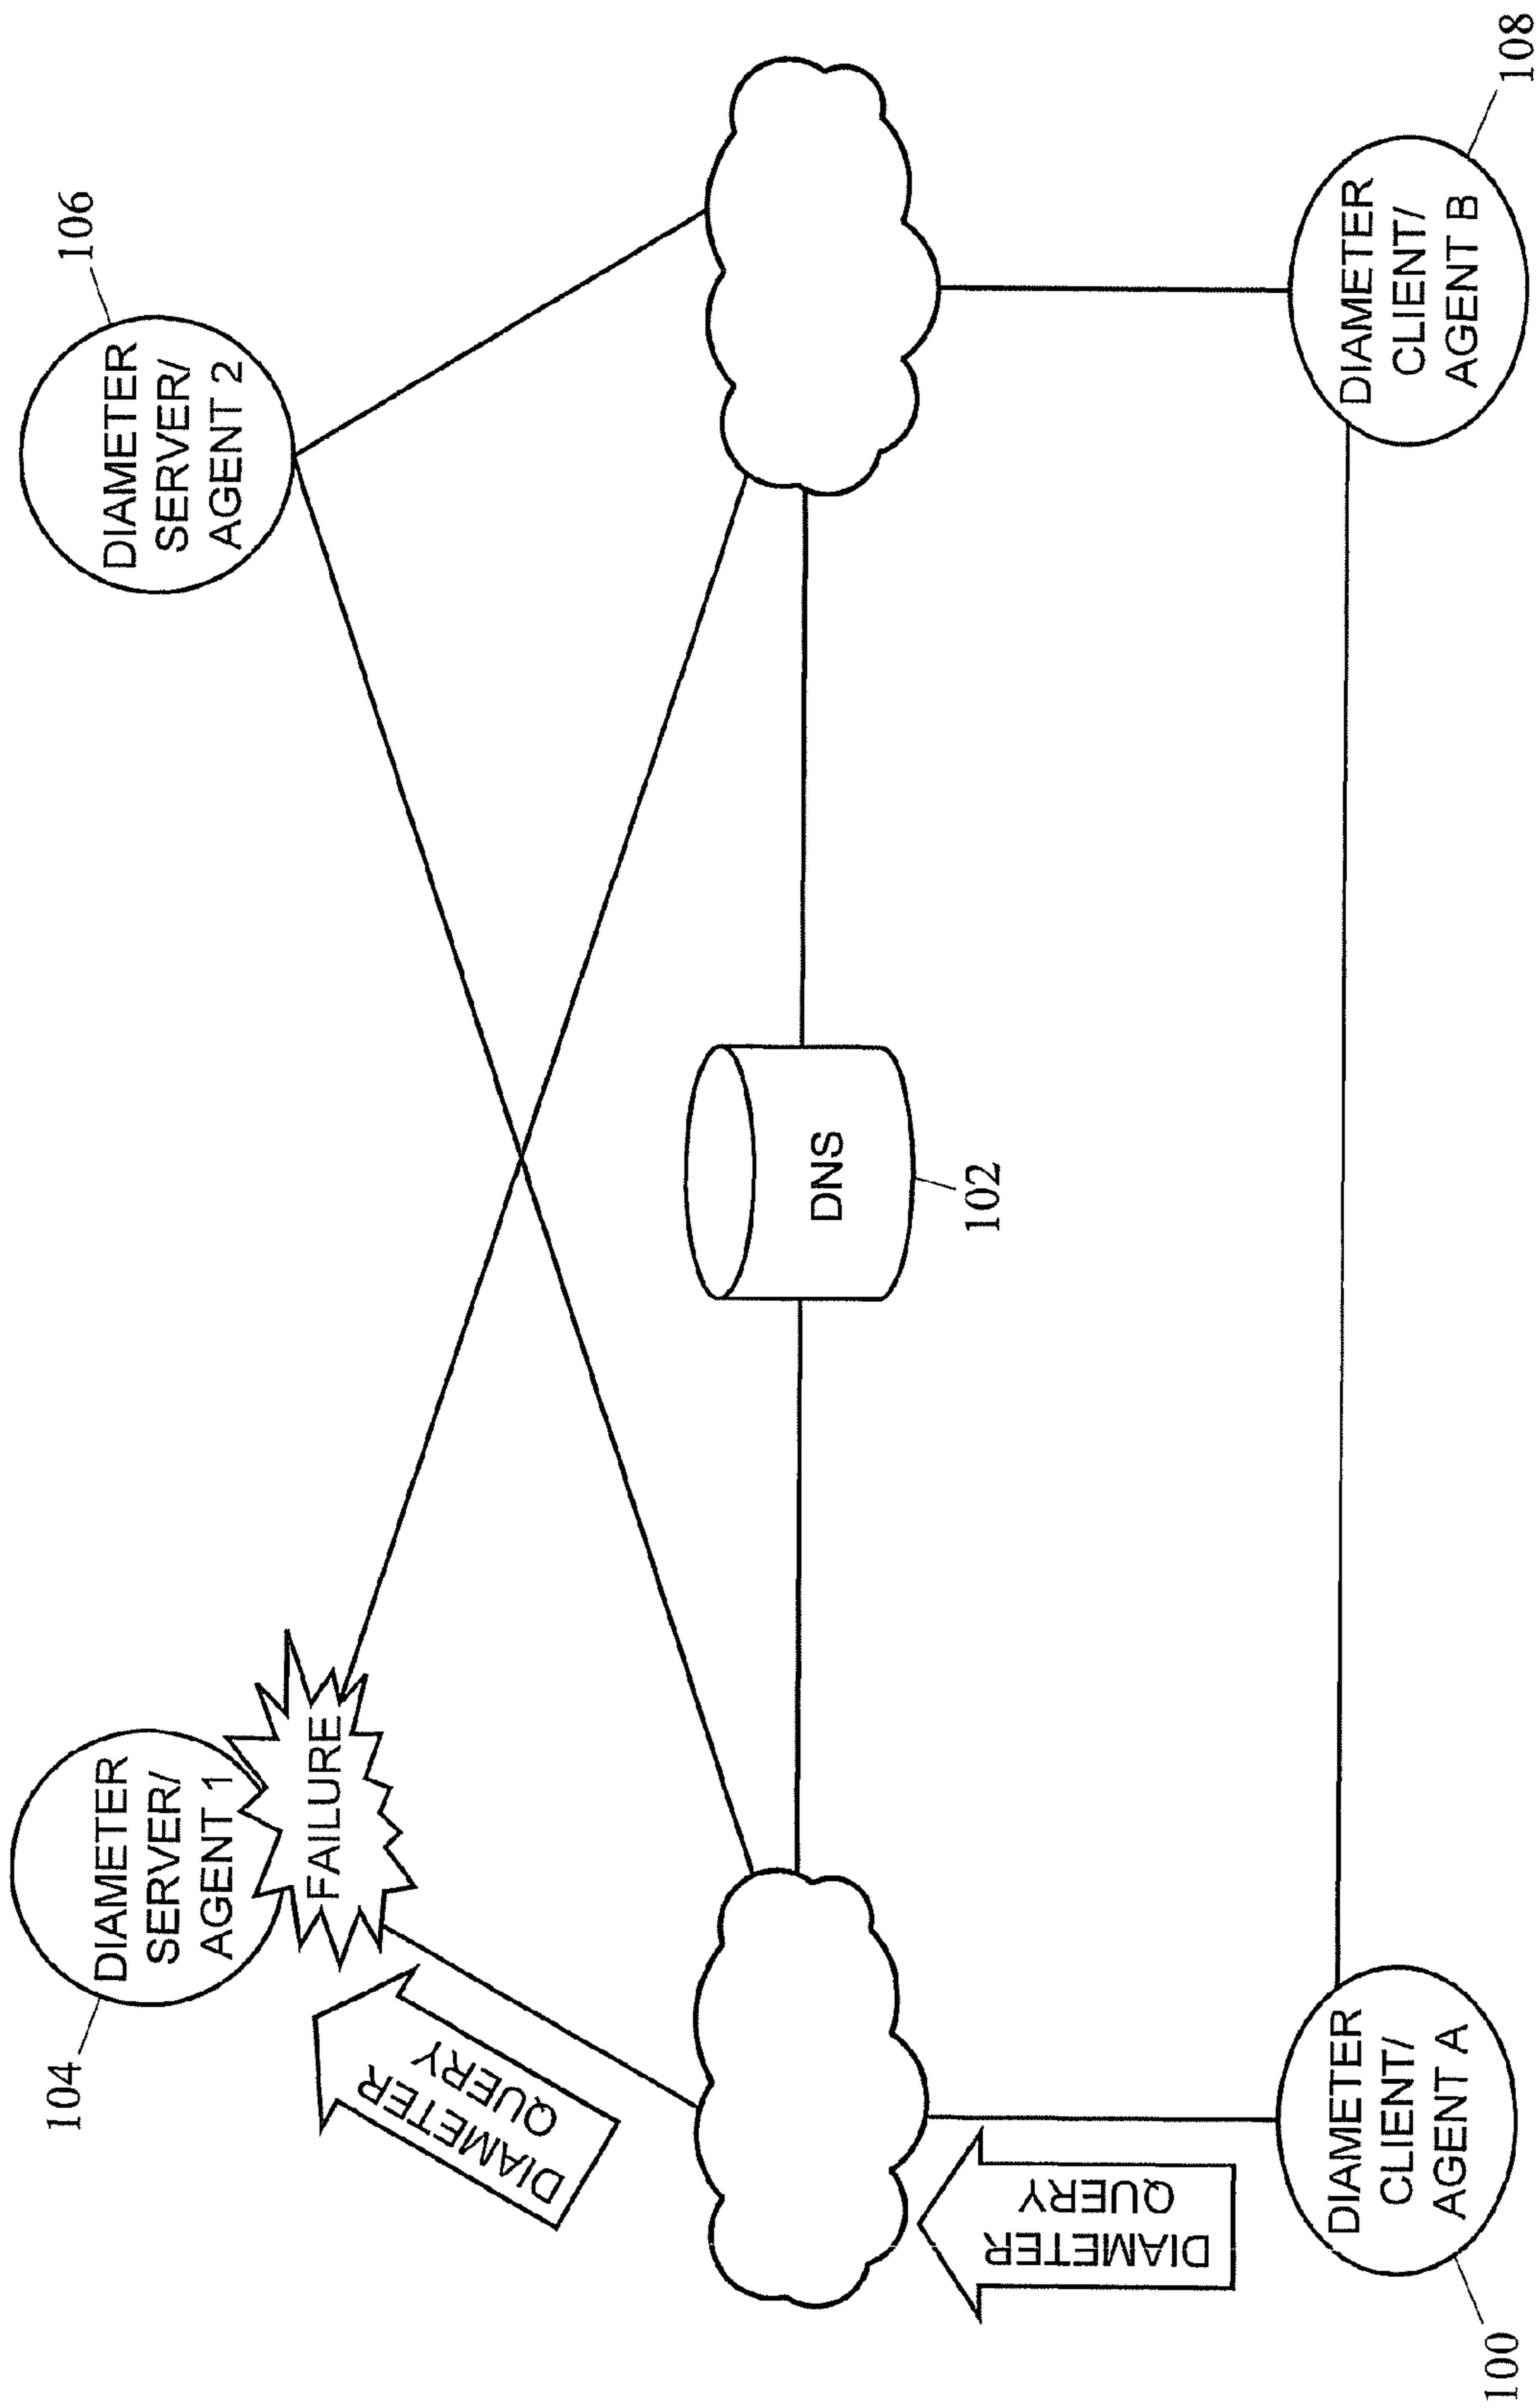 104
DIAMETER
SERVER/
AGENT 1
FAILURE
106
DIAMETER
SERVER/
AGENT 2
DIAMETER
QUERY
DNS
102
DIAMETER
QUERY
DIAMETER
CLIENT/
AGENT A
100
DIAMETER
CLIENT/
AGENT B
108